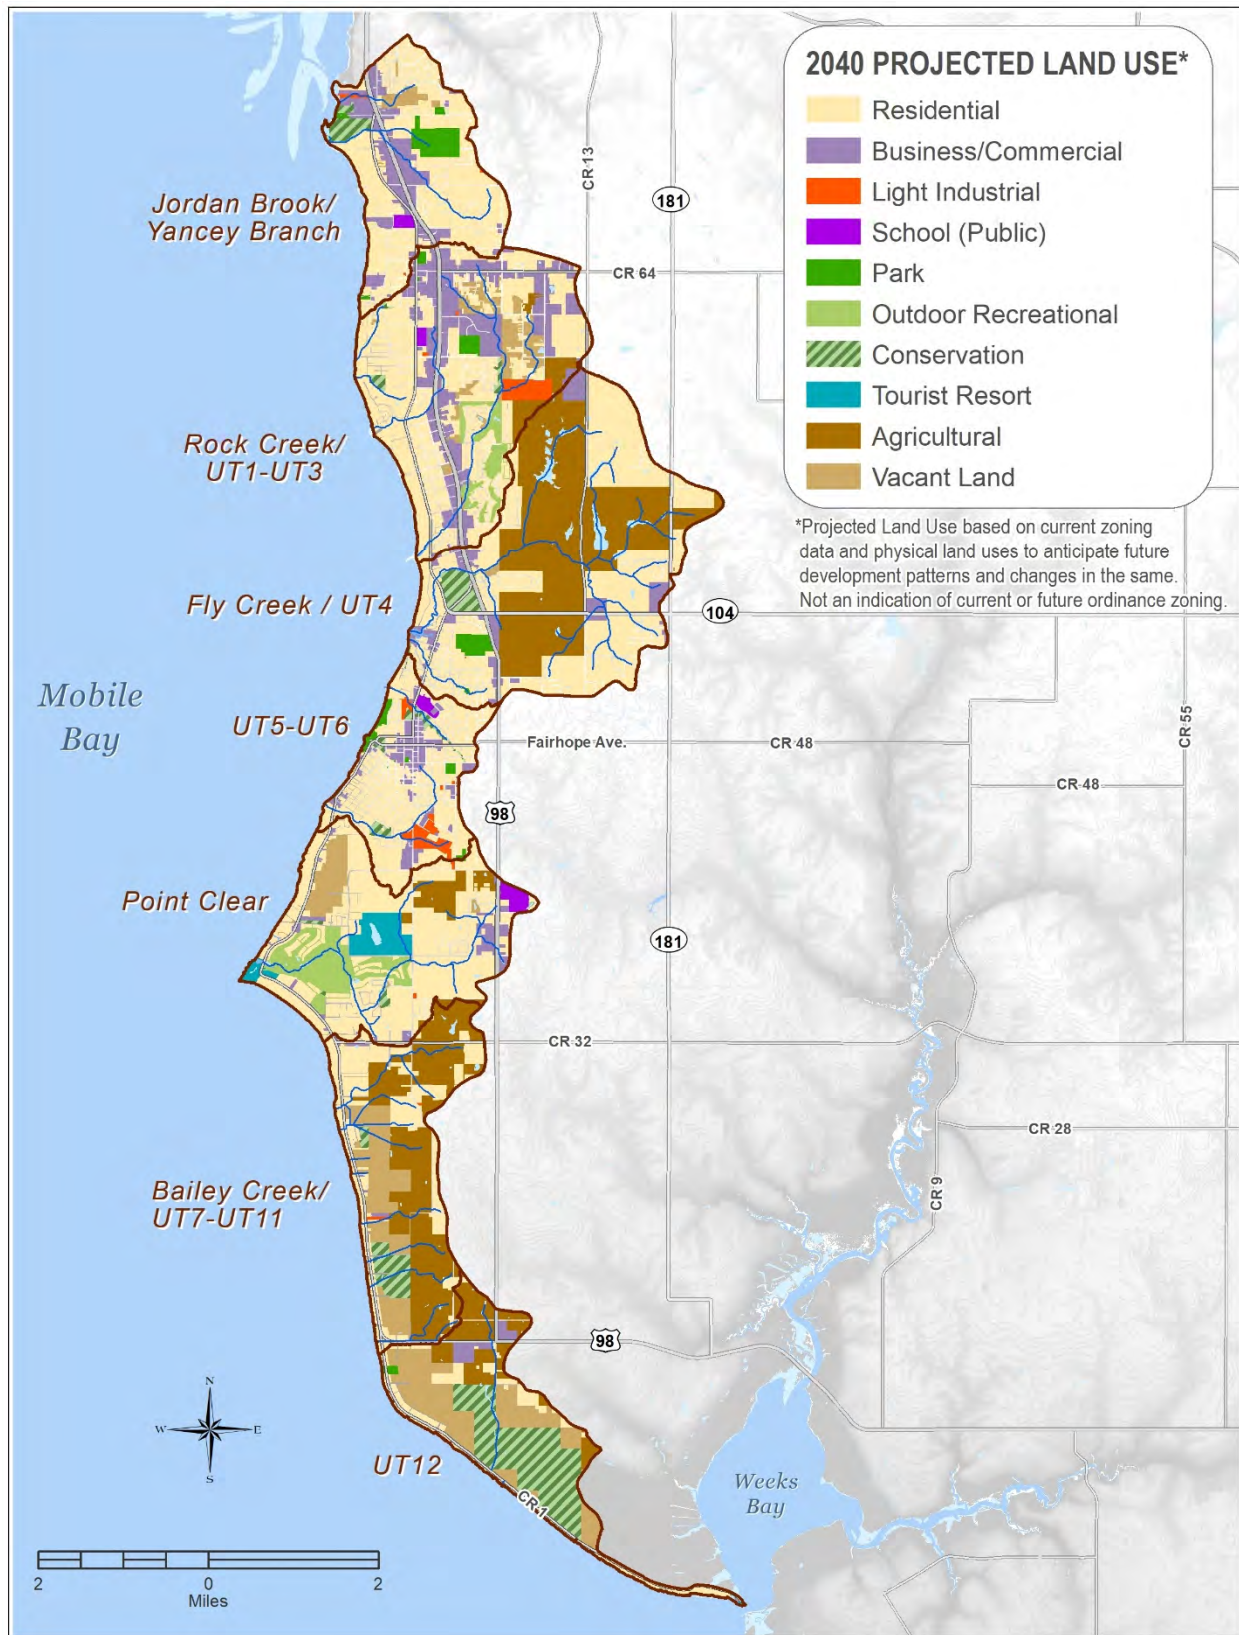 2040 PROJECTED LAND USE*
Residential
Business/Commercial
Light Industrial
School (Public)
Park
Outdoor Recreational
Conservation
Tourist Resort
Agricultural
Vacant Land
*Projected Land Use based on current zoning
data and physical land uses to anticipate future
development patterns and changes in the same.
Not an indication of current or future ordinance zoning.
CR 13
181
Jordan Brook/
Yancey Branch
CR 64
Rock Creek/
UT1-UT3
Fly Creek / UT4
104
Mobile
Bay
UT5-UT6
Fairhope Ave.
CR 48
CR 55
CR 48
98
Point Clear
181
CR 32
CR 28
CR 9
Bailey Creek/
UT7-UT11
98
N
W
E
S
UT12
CR 1
Weeks
Bay
2
0
2
Miles